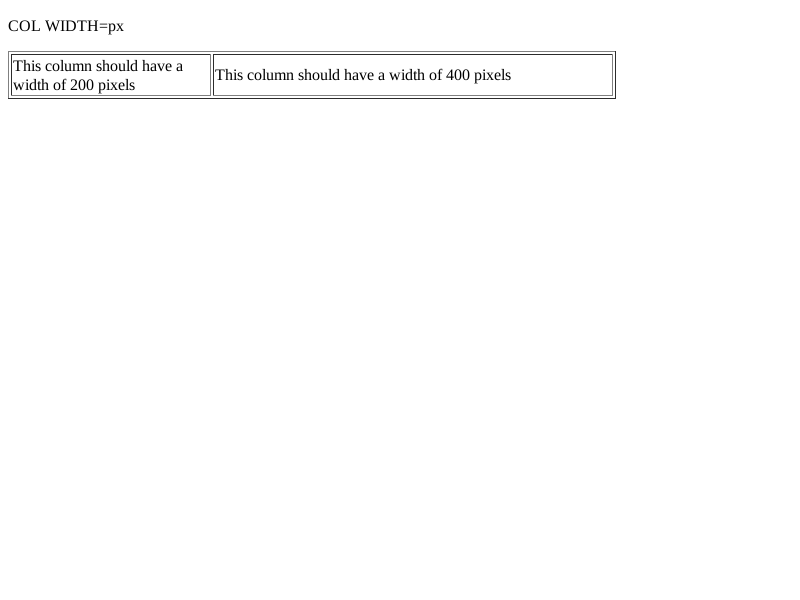 COL WIDTH=px
This column should have a
width of 200 pixels
This column should have a width of 400 pixels